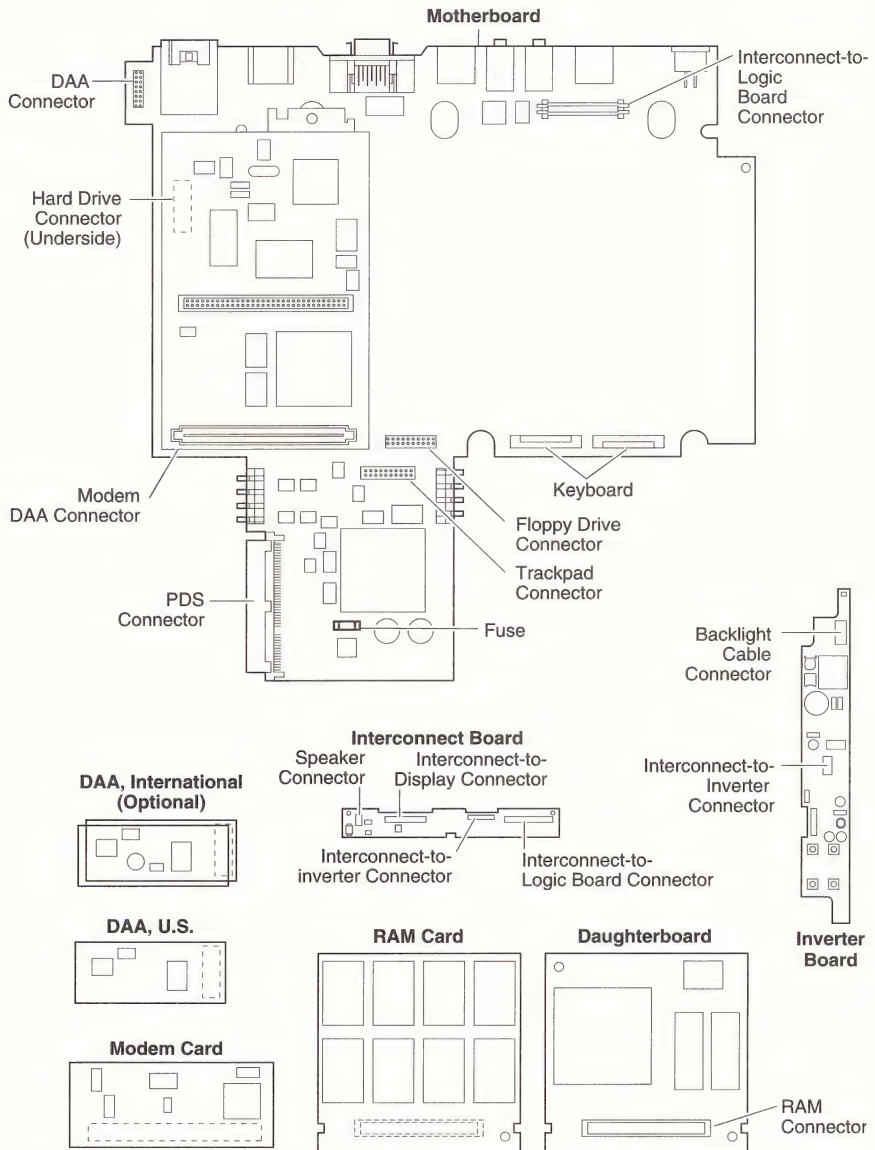 Motherboard
DAA
Connector
Interconnect-to-
Logic
Board
Connector
Hard Drive
Connector
(Underside)
Modem
DAA Connector
Keyboard
Floppy Drive
Connector
Trackpad
Connector
PDS
Connector
Fuse
Backlight
Cable
Connector
Interconnect-to-
Inverter
Connector
Inverter
Board
Interconnect Board
Speaker
Connector
Interconnect-to-
Display Connector
Interconnect-to-
inverter Connector
Interconnect-to-
Logic Board Connector
DAA, International
(Optional)
DAA, U.S.
Modem Card
RAM Card
Daughterboard
RAM
Connector